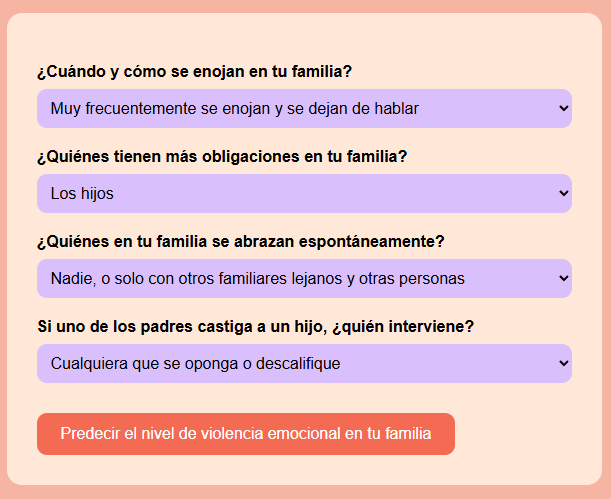 ¿Cuándo y cómo se enojan en tu familia?
Muy frecuentemente se enojan y se dejan de hablar
¿Quiénes tienen más obligaciones en tu familia?
Los hijos
¿Quiénes en tu familia se abrazan espontáneamente?
Nadie, o solo con otros familiares lejanos y otras personas
Si uno de los padres castiga a un hijo, ¿quién interviene?
Cualquiera que se oponga o descalifique
Predecir el nivel de violencia emocional en tu familia